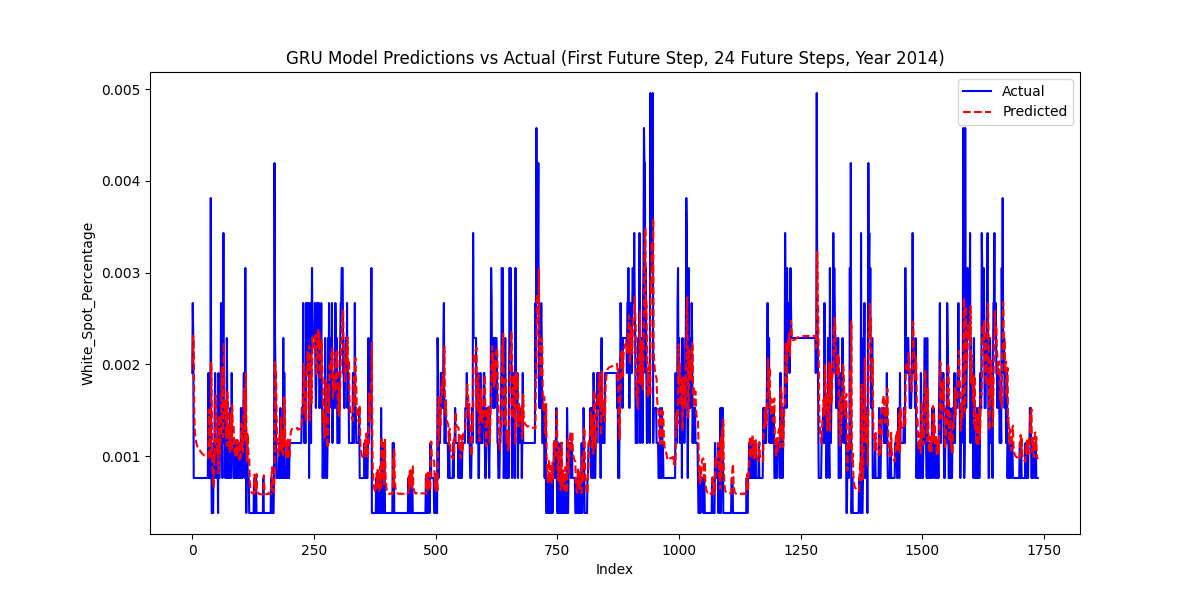 GRU Model Predictions vs Actual (First Future Step, 24 Future Steps, Year 2014)
Actual
Predicted
0.005
0.004
0.003
0.002
0.001
White_Spot_Percentage
0
250
500
750
1000
1250
1500
1750
Index